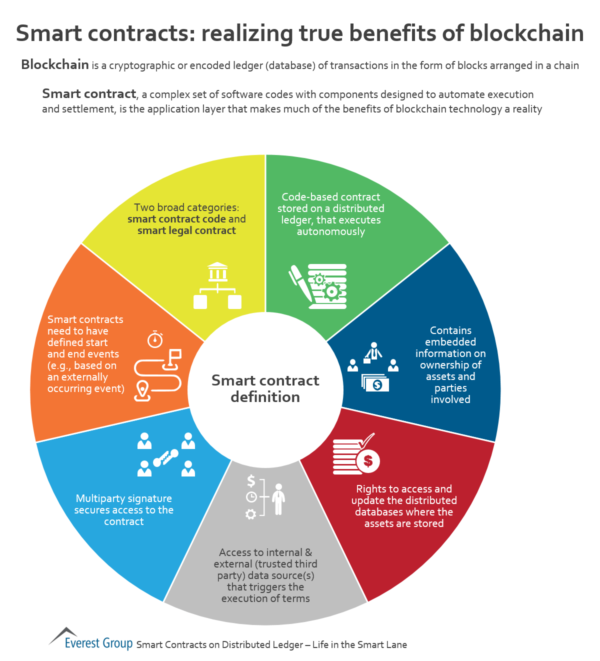 Smart contracts: realizing true benefits of blockchain
Blockchain is a cryptographic or encoded ledger (database) of transactions in the form of blocks arranged in a chain
Smart contract, a complex set of software codes with components designed to automate execution
and settlement, is the application layer that makes much of the benefits of blockchain technology a reality
Two broad categories:
smart contract code and
smart legal contract
Code-based contract
stored on a distributed
ledger, that executes
autonomously
Contains
embedded
information on
ownership of
assets and
parties
involved
$
Rights to access and
update the distributed
databases where the
assets are stored
$
Access to internal &
external (trusted third
party) data source(s)
that triggers the
execution of terms
$
Multiparty signature
secures access to the
contract
Smart contracts
need to have
defined start
and end events
(e.g., based on
an externally
occurring event)
Smart contract
definition
Everest Group Smart Contracts on Distributed Ledger – Life in the Smart Lane